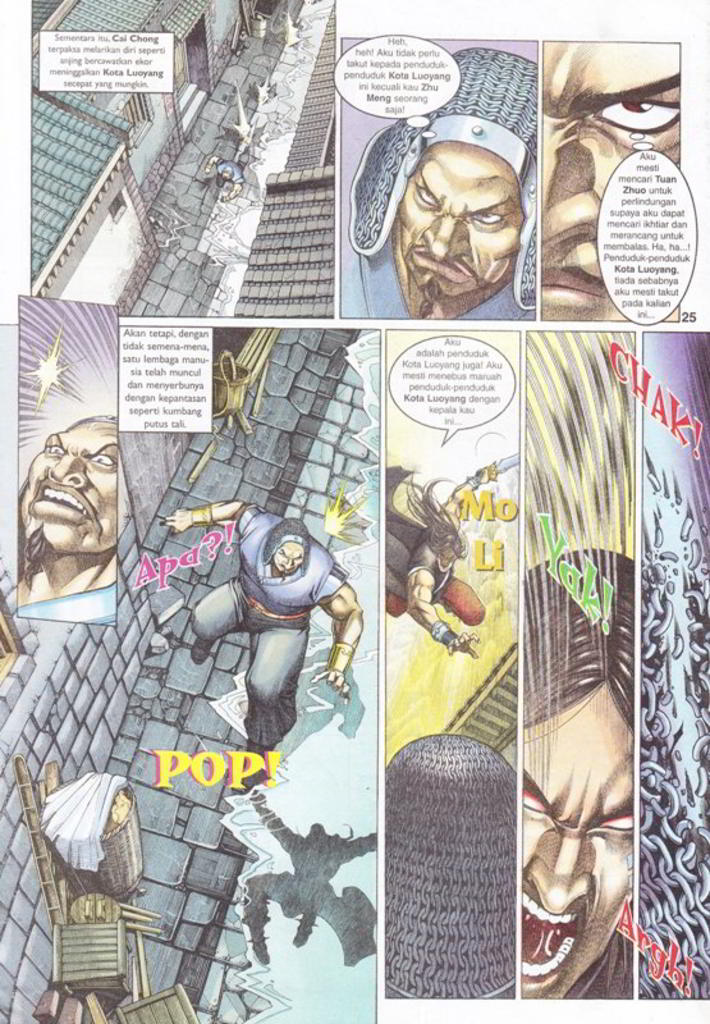 Sementara itu, Cai Chong
terpaksa melarikan diri seperti
anjing bercawatkan ekor
meninggalkan Kota Luoyang
secepat yang mungkin.
Heh,
heh! Aku tidak perlu
takut kepada penduduk-
penduduk Kota Luoyang
ini kecuali kau Zhu
Meng seorang
saja!
Aku
mesti
mencari Tuan
Zhuo untuk
perlindungan
supaya aku dapat
mencari ikhtiar dan
merancang untuk
membalas. Ha, ha...!
Penduduk-penduduk
Kota Luoyang,
tiada sebabnya
aku mesti takut
pada kalian
ini...
25
Akan tetapi, dengan
tidak semena-mena,
satu lembaga manu-
sia telah muncul
dan menyerbunya
dengan kepantasan
seperti kumbang
putus tali.
Apa?!
POP!
Aku
adalah penduduk
Kota Luoyang juga! Aku
mesti menebus maruah
penduduk-penduduk
Kota Luoyang dengan
kepala kau
ini...
Mo
Li
Yak!
CHAK!
Argh!